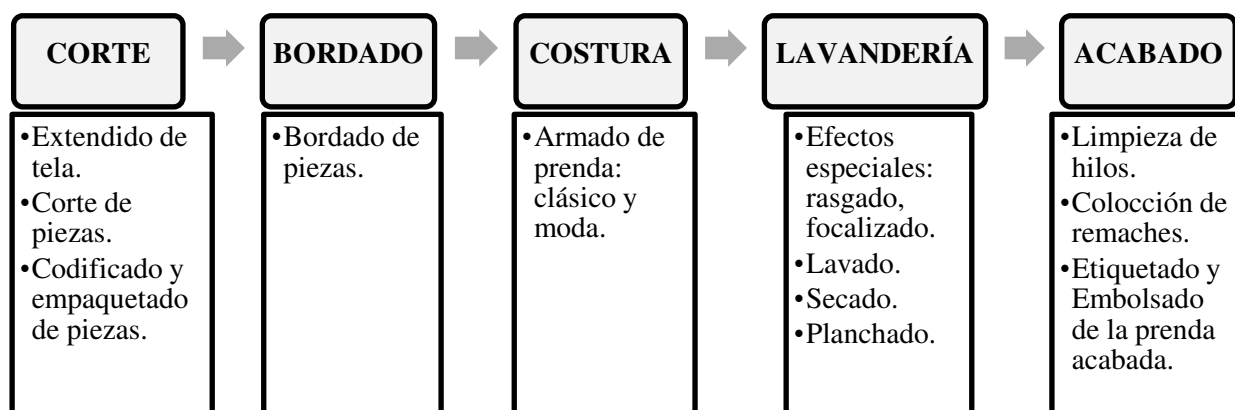 CORTE
•Extendido de
tela.
•Corte de
piezas.
•Codificado y
empaquetado
de piezas.
BORDADO
•Bordado de
piezas.
COSTURA
•Armado de
prenda:
clásico y
moda.
LAVANDERÍA
•Efectos
especiales:
rasgado,
focalizado.
•Lavado.
•Secado.
•Planchado.
ACABADO
•Limpieza de
hilos.
•Colocción de
remaches.
•Etiquetado y
Embolsado
de la prenda
acabada.